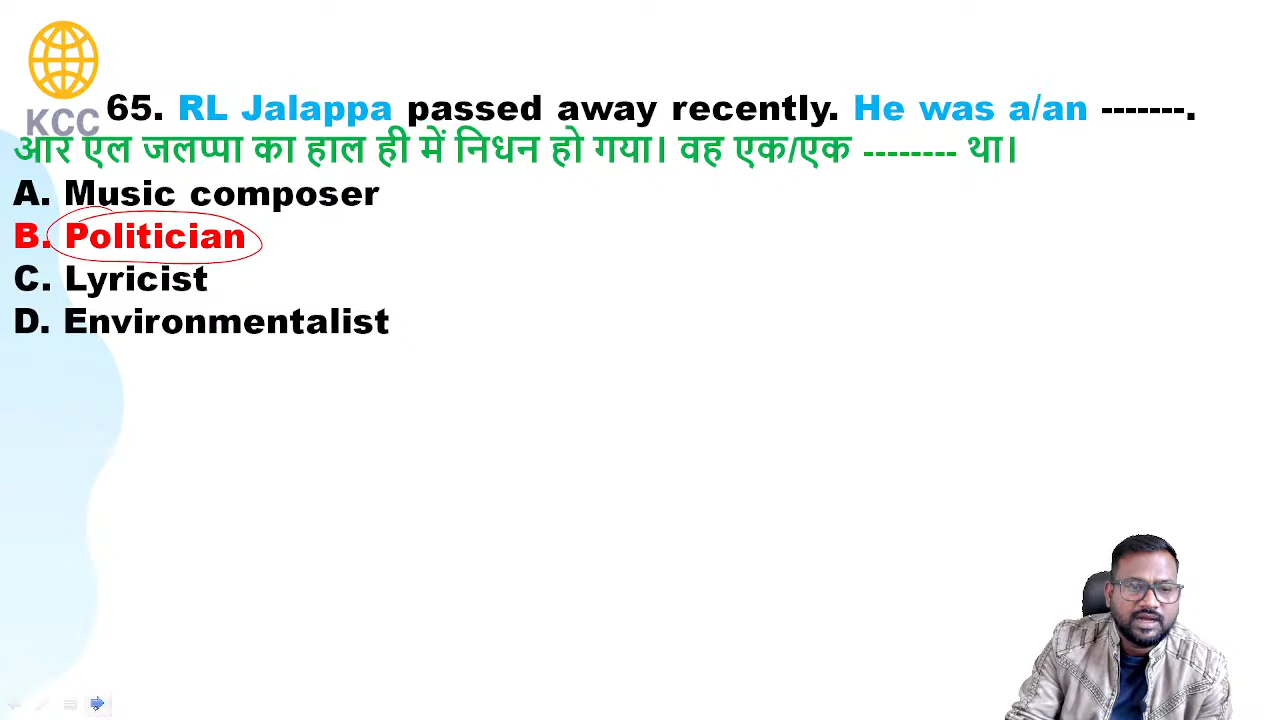 KCC
65. RL Jalappa passed away recently. He was a/an -------.
आर एल जलप्पा का हाल ही में निधन हो गया। वह एक/एक -------- था।
A. Music composer
B. Politician
C. Lyricist
D. Environmentalist